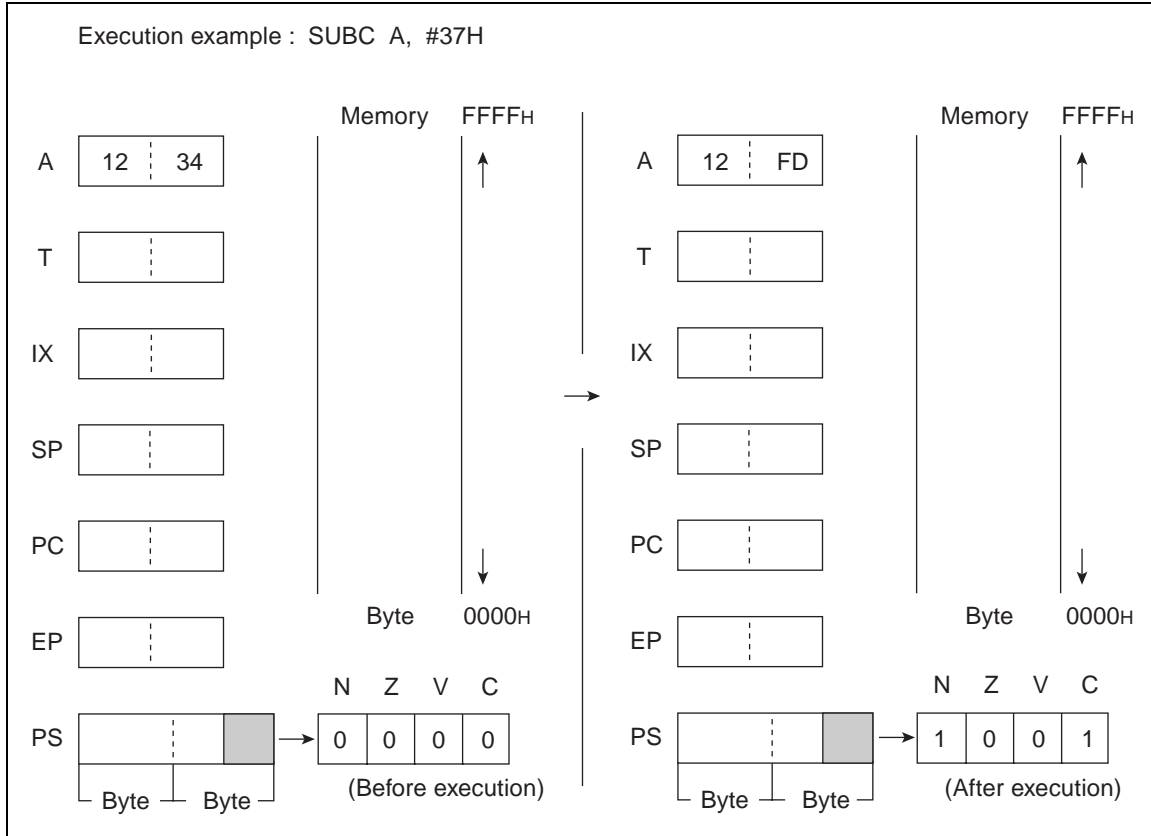 Execution example : SUBC A, #37H
Memory FFFFH
A 12 34
T
IX
SP
PC
Byte 0000H
EP
N Z V C
PS 0 0 0 0
(Before execution)
Byte Byte
Memory FFFFH
A 12 FD
T
IX
SP
PC
Byte 0000H
EP
N Z V C
PS 1 0 0 1
(After execution)
Byte Byte